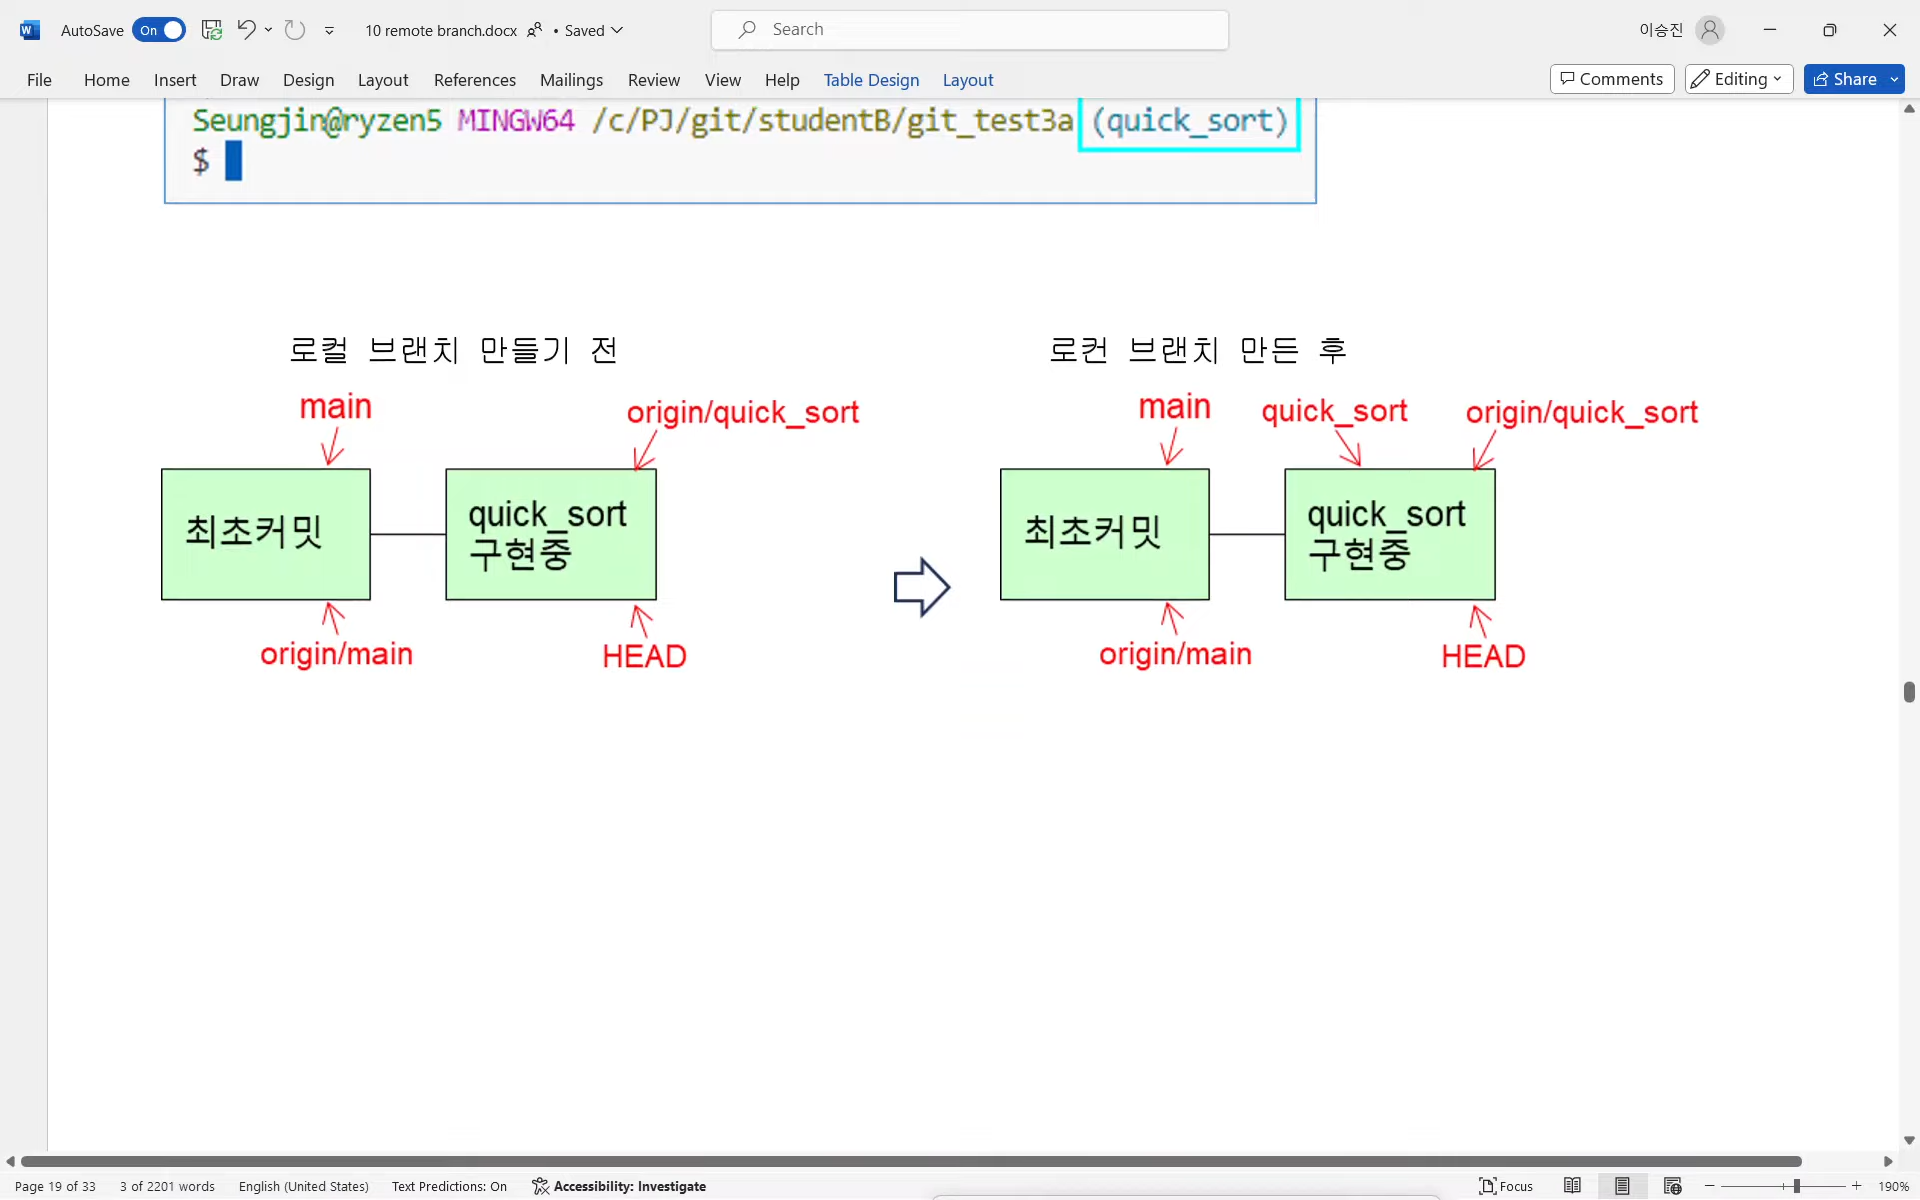 AutoSave On 10 remote branch.docx • Saved Search 이승진
File Home Insert Draw Design Layout References Mailings Review View Help Table Design Layout Comments Editing Share
Seungjin@ryzen5 MINGW64 /c/PJ/git/studentB/git_test3a (quick_sort)
$
로컬 브랜치 만들기 전
main
origin/quick_sort
최초커밋
quick_sort
구현중
origin/main
HEAD
로컨 브랜치 만든 후
main
quick_sort
origin/quick_sort
최초커밋
quick_sort
구현중
origin/main
HEAD
Page 19 of 33 3 of 2201 words English (United States) Text Predictions: On Accessibility: Investigate Focus 190%